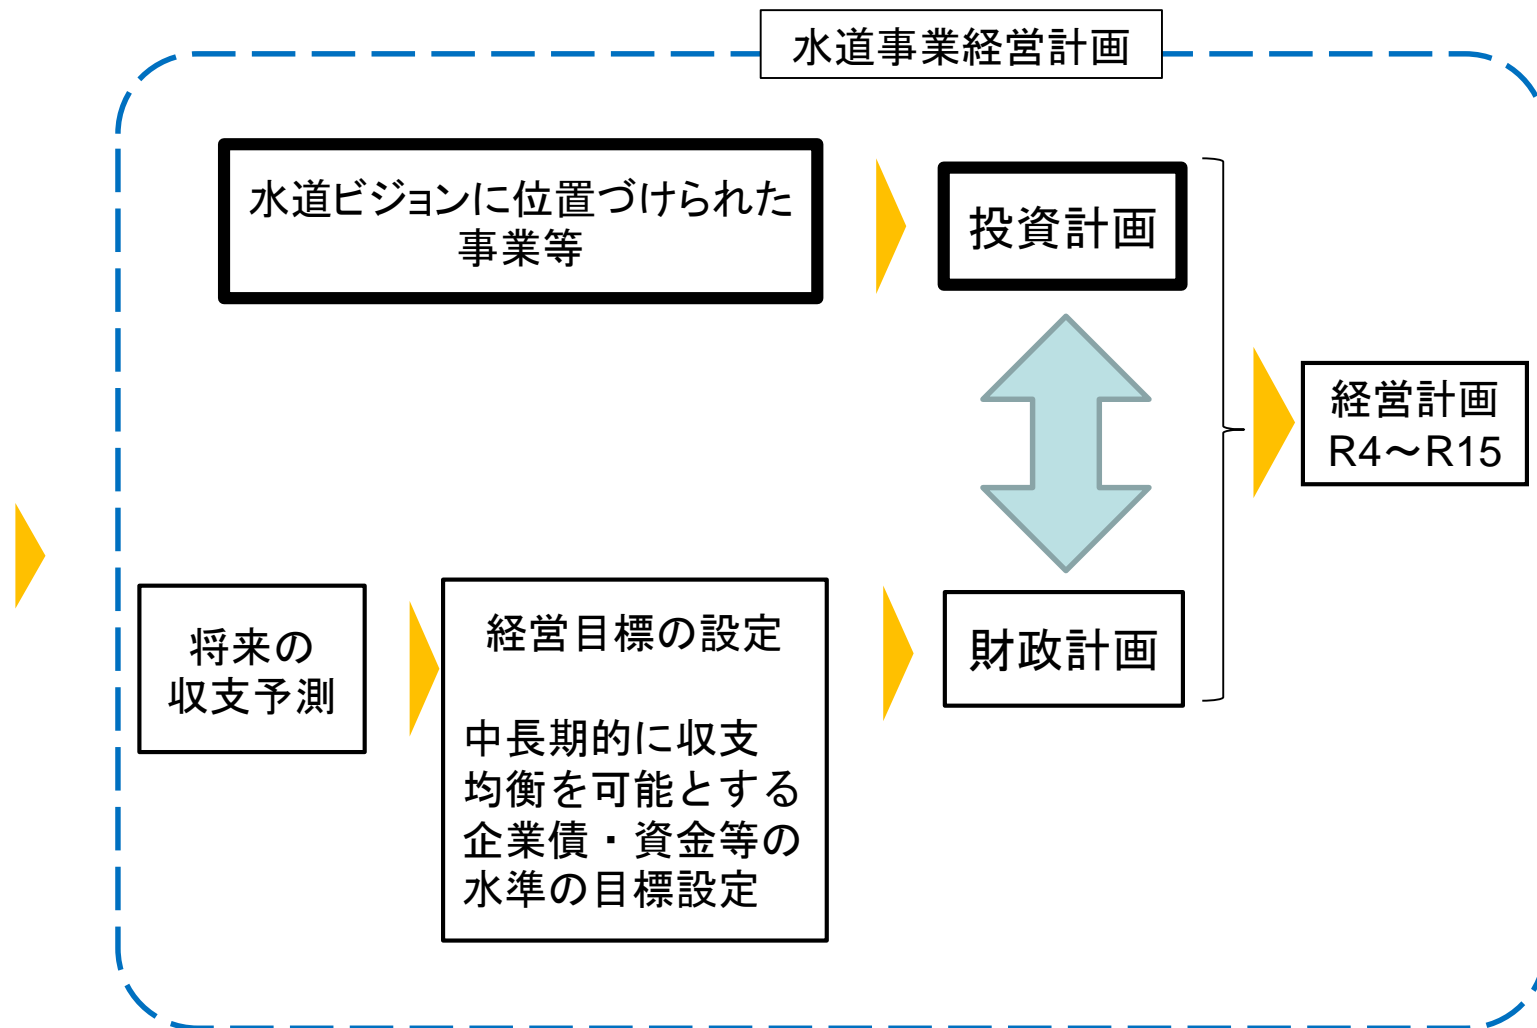 水道事業経営計画
水道ビジョンに位置づけられた
事業等
投資計画
経営計画
R4～R15
将来の
収支予測
経営目標の設定
中長期的に収支
均衡を可能とする
企業債・資金等の
水準の目標設定
財政計画